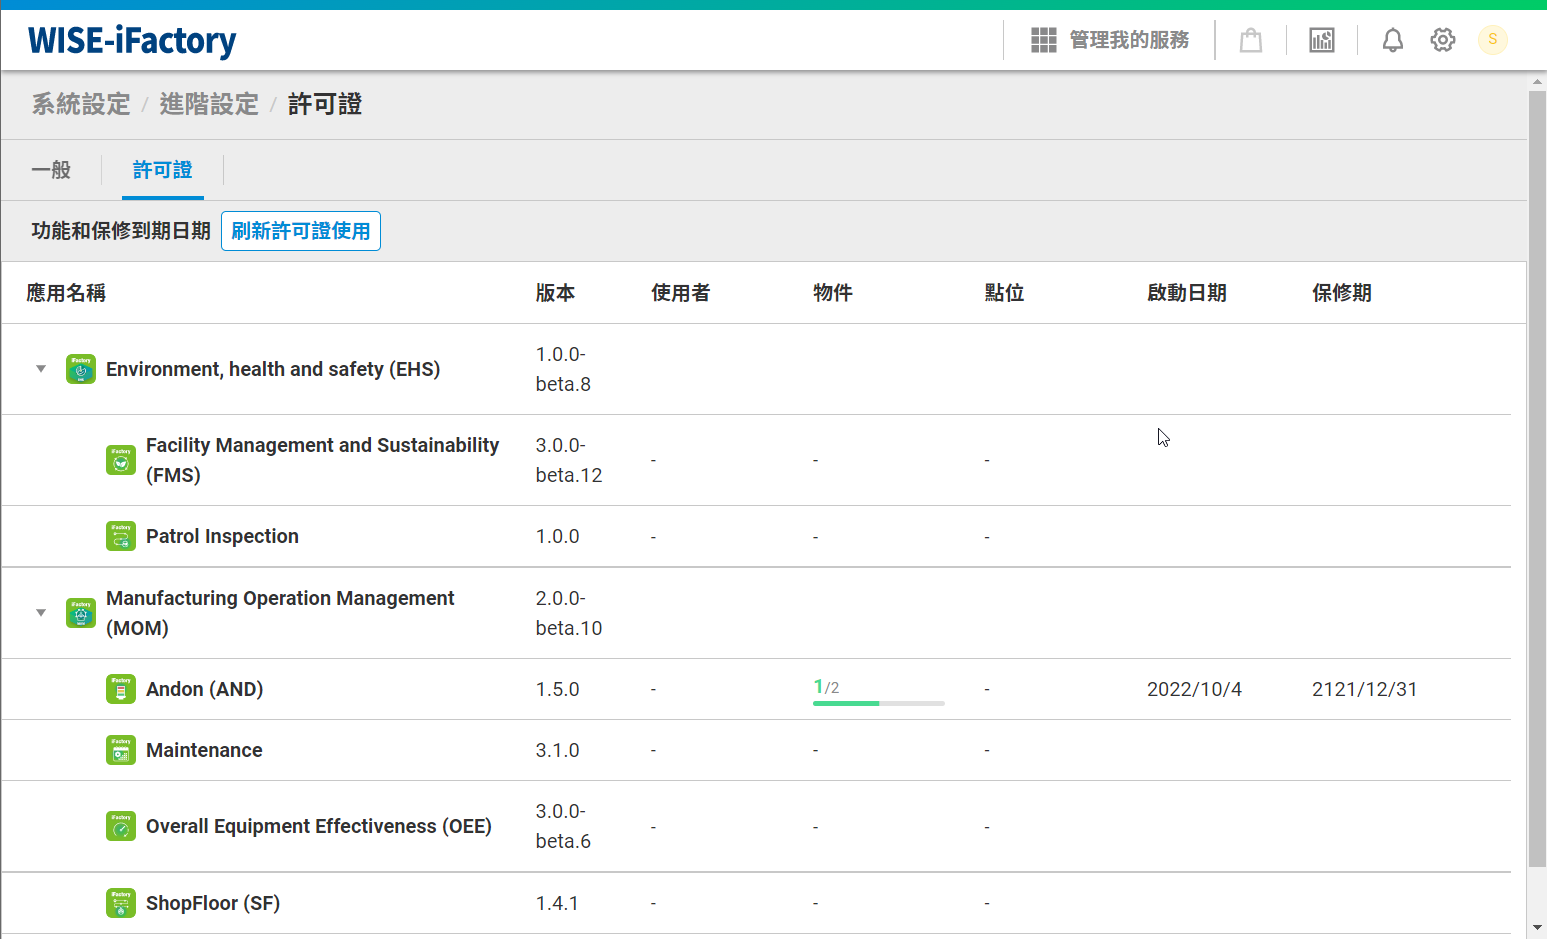 WISE-iFactory
管理我的服務
S
系統設定 / 進階設定 / 許可證
一般
許可證
功能和保修到期日期 刷新許可證使用
應用名稱 版本 使用者 物件 點位 啟動日期 保修期
Environment, health and safety (EHS) 1.0.0-
beta.8
Facility Management and Sustainability
(FMS) 3.0.0-
beta.12 - - -
Patrol Inspection 1.0.0 - - -
Manufacturing Operation Management
(MOM) 2.0.0-
beta.10
Andon (AND) 1.5.0 - 1/2 - 2022/10/4 2121/12/31
Maintenance 3.1.0 - - -
Overall Equipment Effectiveness (OEE) 3.0.0-
beta.6 - - -
ShopFloor (SF) 1.4.1 - - -